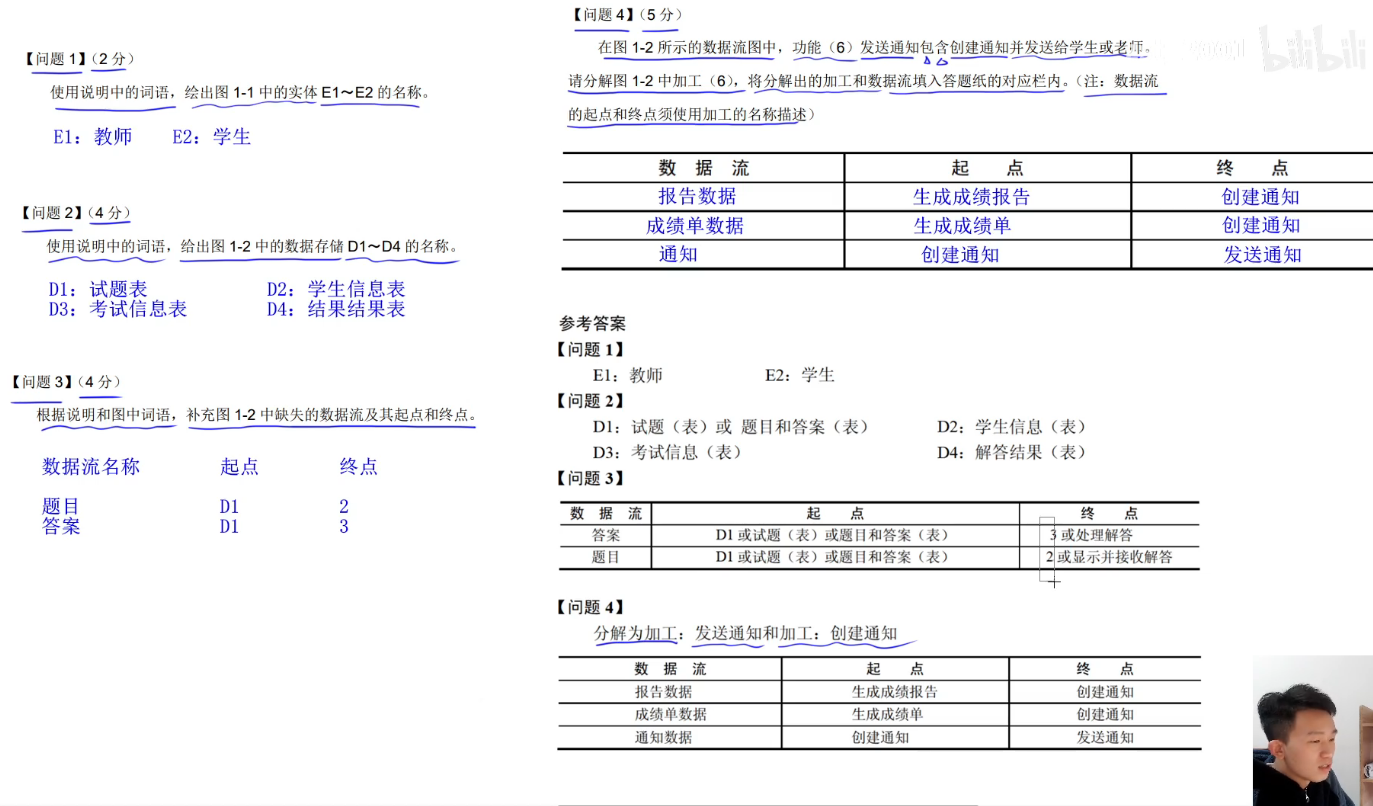 【问题 1】（2 分）
使用说明中的词语，给出图 1-1 中的实体 E1～E2 的名称。
E1：教师 E2：学生
【问题 2】（4 分）
使用说明中的词语，给出图 1-2 中的数据存储 D1～D4 的名称。
D1：试题表 D2：学生信息表
D3：考试信息表 D4：结果结果表
【问题 3】（4 分）
根据说明和图中词语，补充图 1-2 中缺失的数据流及其起点和终点。
数据流名称 起点 终点
题目 D1 2
答案 D1 3
【问题 4】（5 分）
在图 1-2 所示的数据流图中，功能（6）发送通知包含创建通知并发送给学生或老师。
请分解图 1-2 中加工（6），将分解出的加工和数据流填入答题纸的对应栏内。（注：数据流
的起点和终点须使用加工的名称描述）
数 据 流 起 点 终 点
报告数据 生成成绩报告 创建通知
成绩单数据 生成成绩单 创建通知
通知 创建通知 发送通知
参考答案
【问题 1】
E1：教师 E2：学生
【问题 2】
D1：试题（表）或 题目和答案（表） D2：学生信息（表）
D3：考试信息（表） D4：解答结果（表）
【问题 3】
数 据 流 起 点 终 点
答案 D1 或试题（表）或题目和答案（表） 3 或处理解答
题目 D1 或试题（表）或题目和答案（表） 2 或显示并接收解答
【问题 4】
分解为加工：发送通知和加工：创建通知
数 据 流 起 点 终 点
报告数据 生成成绩报告 创建通知
成绩单数据 生成成绩单 创建通知
通知数据 创建通知 发送通知
bilibili